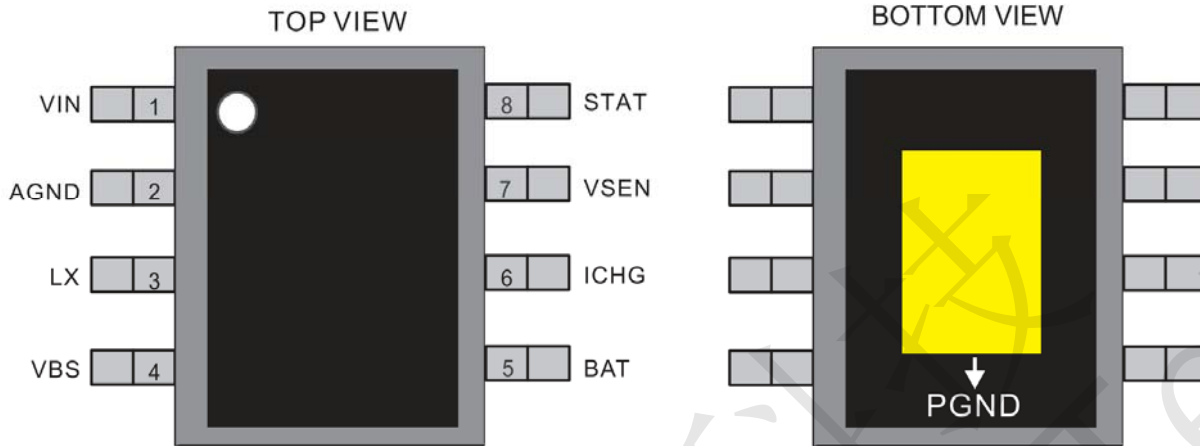 TOP VIEW
BOTTOM VIEW
VIN 1
8 STAT
AGND 2
7 VSEN
LX 3
6 ICHG
VBS 4
5 BAT
PGND